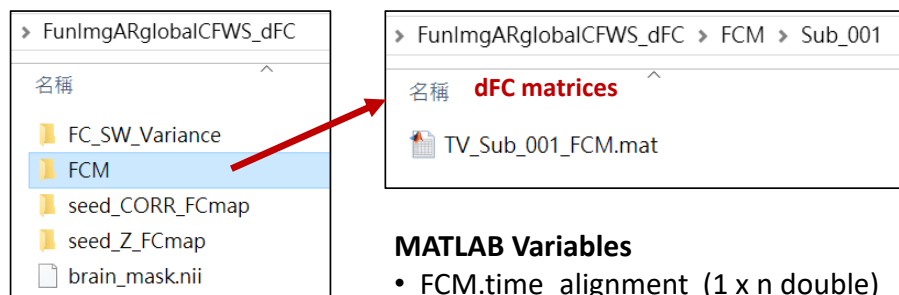 > FunImgARglobalCFWS_dFC
名稱
FC_SW_Variance
FCM
seed_CORR_FCmap
seed_Z_FCmap
brain_mask.nii
> FunImgARglobalCFWS_dFC > FCM > Sub_001
名稱 dFC matrices
TV_Sub_001_FCM.mat
MATLAB Variables
• FCM.time_alignment (1 x n double)